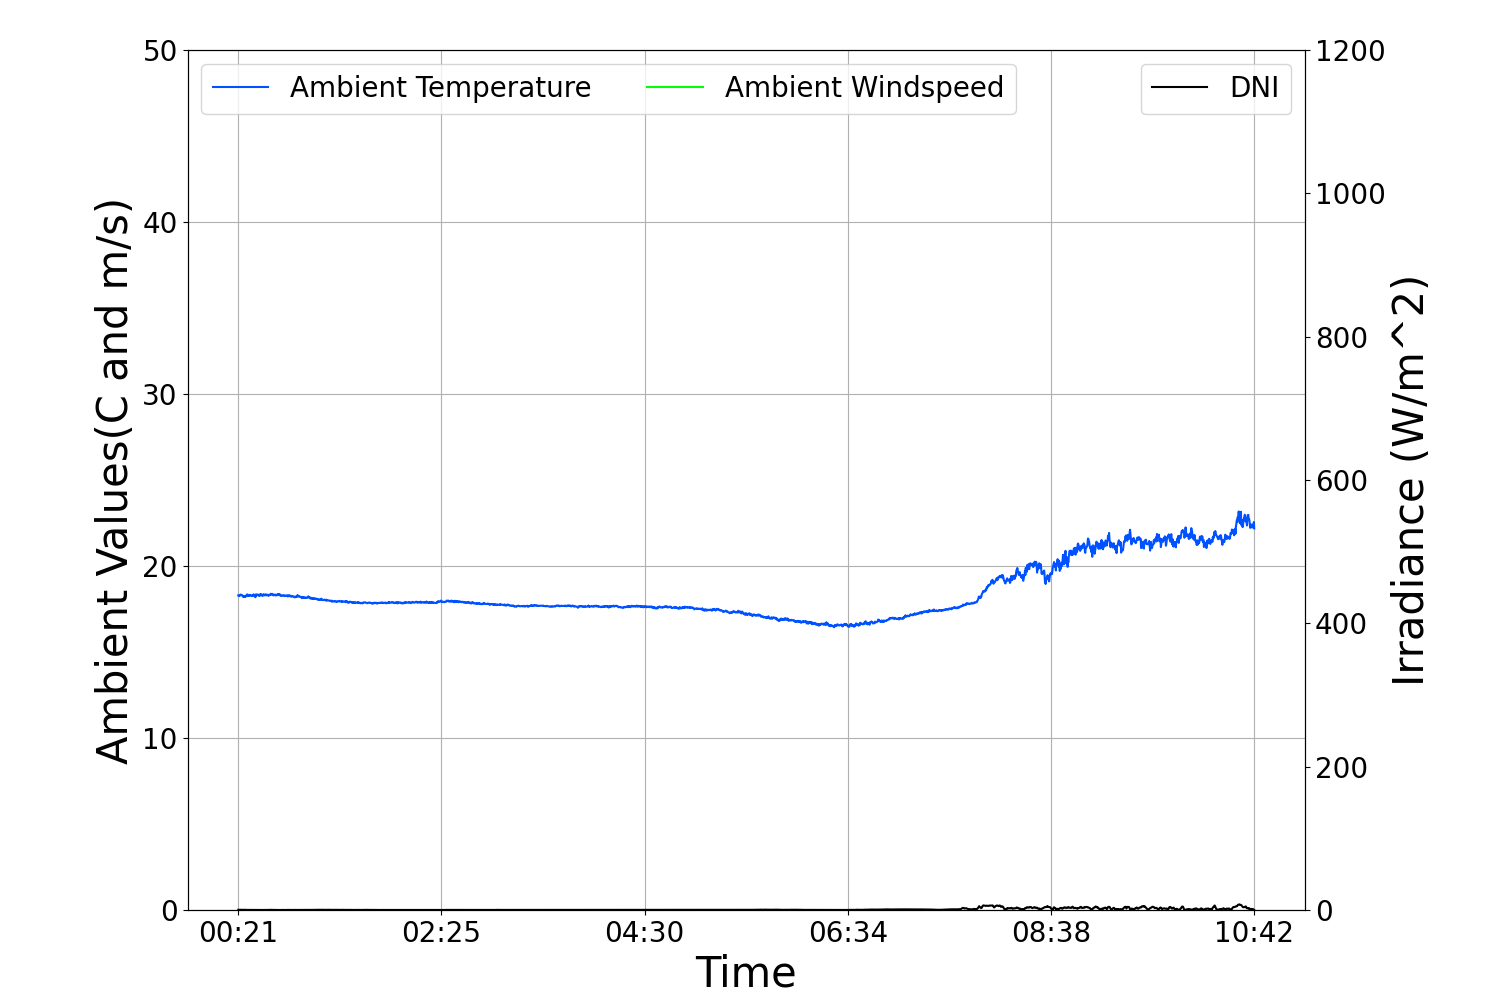 Ambient Temperature Ambient Windspeed DNI
50
40
30
20
10
0
1200
1000
800
600
400
200
0
00:21 02:25 04:30 06:34 08:38 10:42
Time
Ambient Values(C and m/s)
Irradiance (W/m^2)